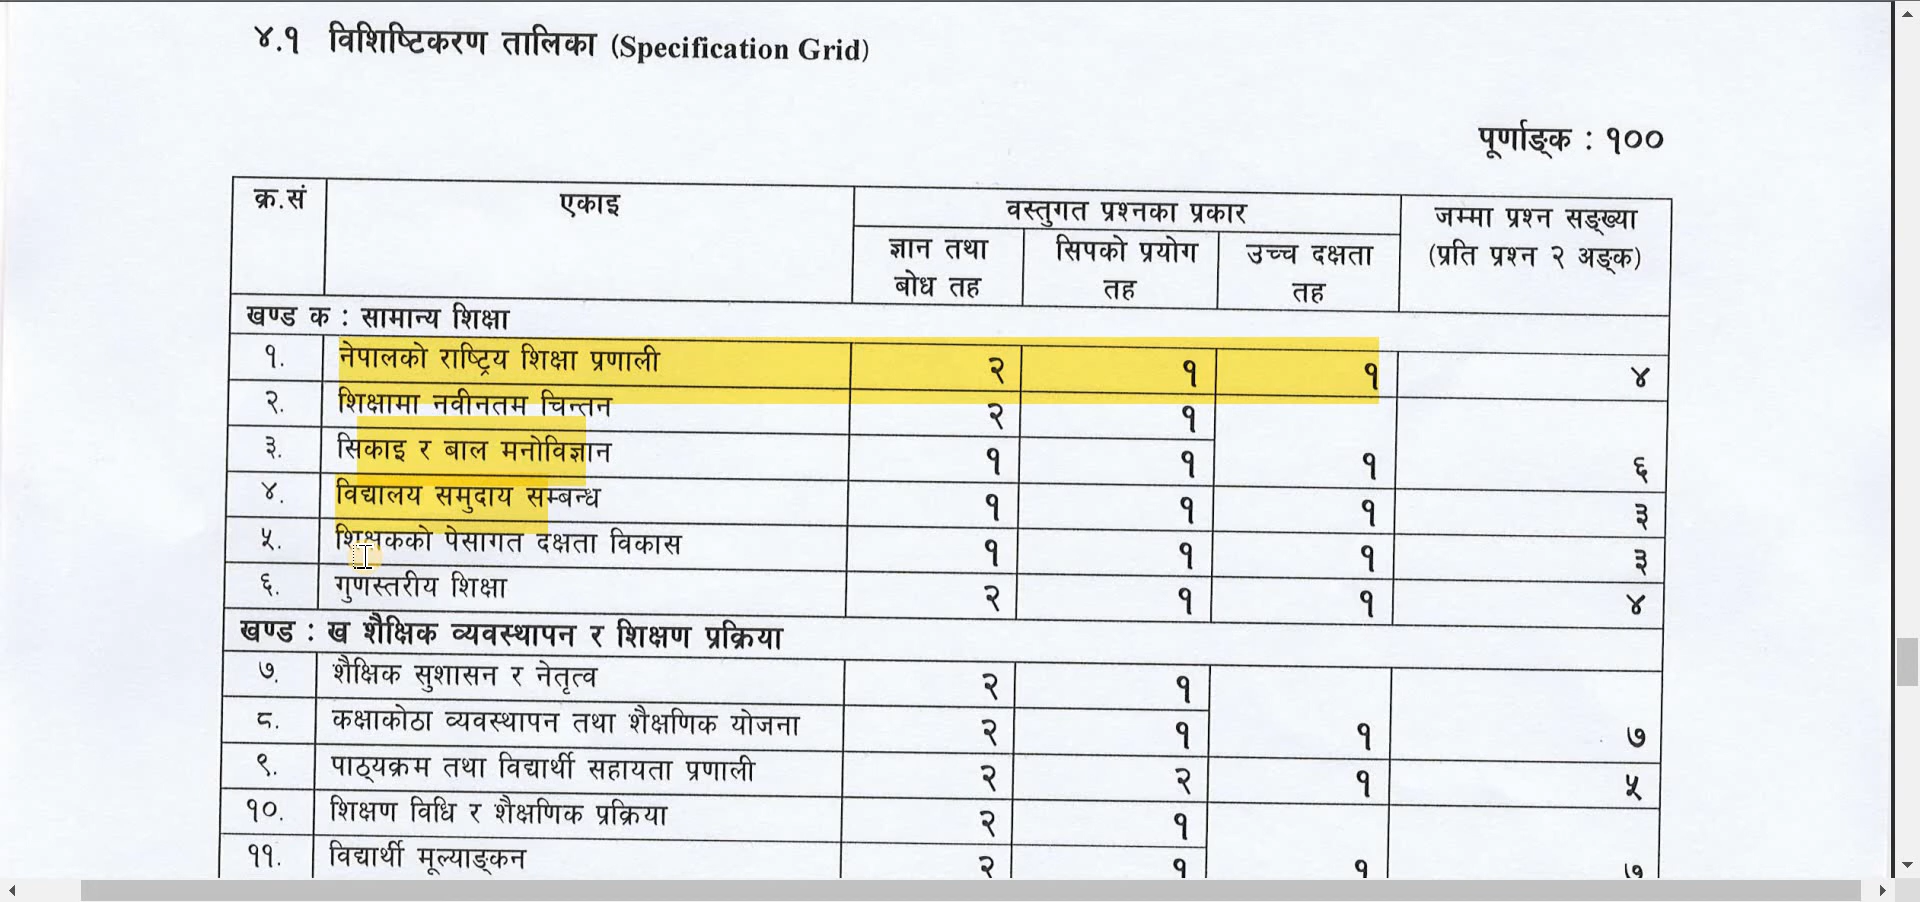 ४.१ विशिष्टिकरण तालिका (Specification Grid)
पूर्णाङ्क : १००
क्र.सं एकाइ वस्तुगत प्रश्नका प्रकार जम्मा प्रश्न सङ्ख्या (प्रति प्रश्न २ अङ्क)
ज्ञान तथा बोध तह सिपको प्रयोग तह उच्च दक्षता तह
खण्ड क : सामान्य शिक्षा
१. नेपालको राष्ट्रिय शिक्षा प्रणाली २ १ १ ४
२. शिक्षामा नवीनतम चिन्तन २ १
३. सिकाइ र बाल मनोविज्ञान १ १ १ ६
४. विद्यालय समुदाय सम्बन्ध १ १ १ ३
५. शिक्षकको पेसागत दक्षता विकास १ १ १ ३
६. गुणस्तरीय शिक्षा २ १ १ ४
खण्ड : ख शैक्षिक व्यवस्थापन र शिक्षण प्रक्रिया
७. शैक्षिक सुशासन र नेतृत्व २ १
८. कक्षाकोठा व्यवस्थापन तथा शैक्षणिक योजना २ १ १ ७
९. पाठ्यक्रम तथा विद्यार्थी सहायता प्रणाली २ २ १ ५
१०. शिक्षण विधि र शैक्षणिक प्रक्रिया २ १
११. विद्यार्थी मूल्याङ्कन २ १ १ ७